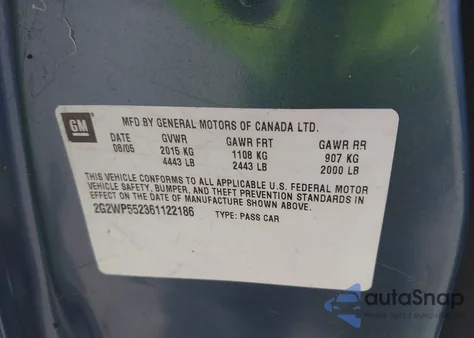 GM
MFD BY GENERAL MOTORS OF CANADA LTD.
DATE GVWR GAWR FRT GAWR RR
08/05 2015 KG 1108 KG 907 KG
4443 LB 2443 LB 2000 LB
THIS VEHICLE CONFORMS TO ALL APPLICABLE U.S. FEDERAL MOTOR
VEHICLE SAFETY, BUMPER, AND THEFT PREVENTION STANDARDS IN
EFFECT ON THE DATE OF MANUFACTURE SHOWN ABOVE.
2G2WP552361122186 TYPE: PASS CAR
autoSnap